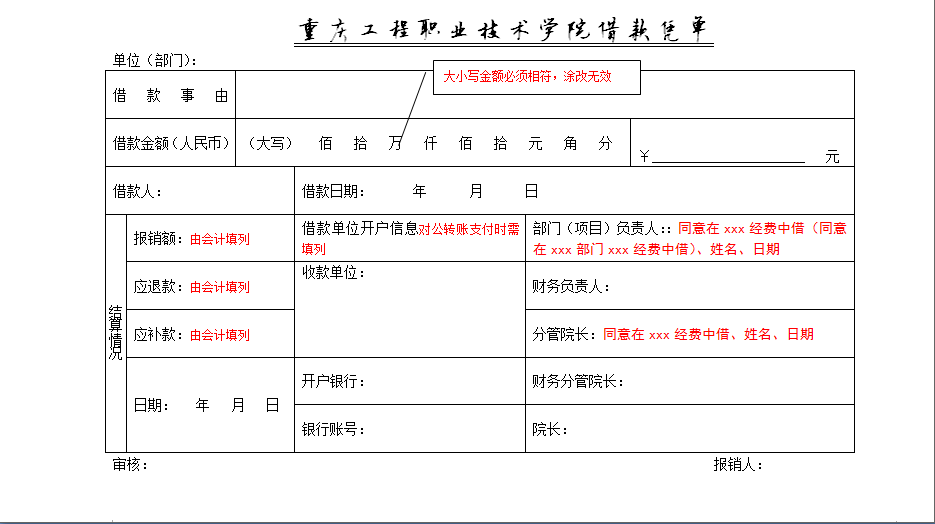 重庆工程职业技术学院借款凭单
单位（部门）：
大小写金额必须相符，涂改无效
借 款 事 由
借款金额（人民币） （大写） 佰 拾 万 仟 佰 拾 元 角 分 ￥ 元
借款人： 借款日期： 年 月 日
结算情况
报销额：由会计填列
借款单位开户信息对公转账支付时需
填列
部门（项目）负责人：：同意在 xxx 经费中借（同意
在 xxx 部门 xxx 经费中借）、姓名、日期
应退款：由会计填列
收款单位：
财务负责人：
应补款：由会计填列
分管院长：同意在 xxx 经费中借、姓名、日期
日期： 年 月 日
开户银行：
财务分管院长：
银行账号：
院长：
审核： 报销人：